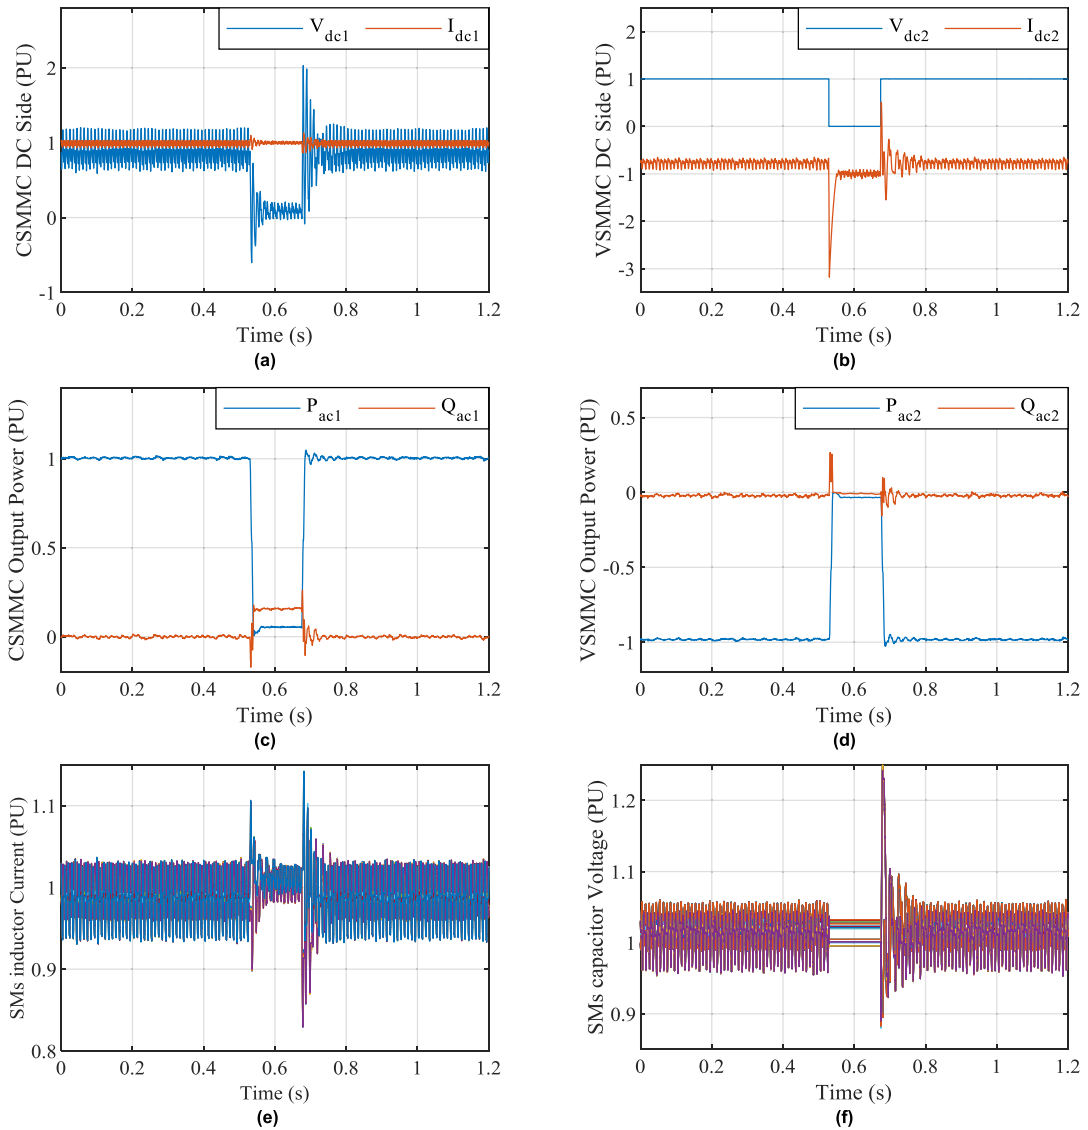 CSMMC DC Side (PU)
V dc1 I dc1
2
1
0
-1
0 0.2 0.4 0.6 0.8 1 1.2
Time (s)
(a)
VSMMC DC Side (PU)
V dc2 I dc2
2
1
0
-1
-2
-3
0 0.2 0.4 0.6 0.8 1 1.2
Time (s)
(b)
CSMMC Output Power (PU)
P ac1 Q ac1
1
0.5
0
0 0.2 0.4 0.6 0.8 1 1.2
Time (s)
(c)
VSMMC Output Power (PU)
P ac2 Q ac2
0.5
0
-0.5
-1
0 0.2 0.4 0.6 0.8 1 1.2
Time (s)
(d)
SMs inductor Current (PU)
1.1
1
0.9
0.8
0 0.2 0.4 0.6 0.8 1 1.2
Time (s)
(e)
SMs capacitor Voltage (PU)
1.2
1.1
1
0.9
0 0.2 0.4 0.6 0.8 1 1.2
Time (s)
(f)